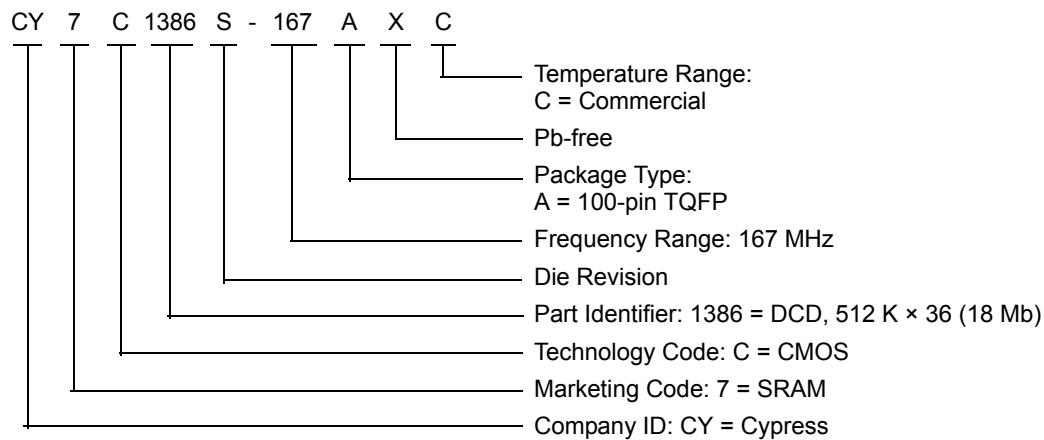 CY 7 C 1386 S - 167 A X C
Temperature Range:
C = Commercial
Pb-free
Package Type:
A = 100-pin TQFP
Frequency Range: 167 MHz
Die Revision
Part Identifier: 1386 = DCD, 512 K × 36 (18 Mb)
Technology Code: C = CMOS
Marketing Code: 7 = SRAM
Company ID: CY = Cypress